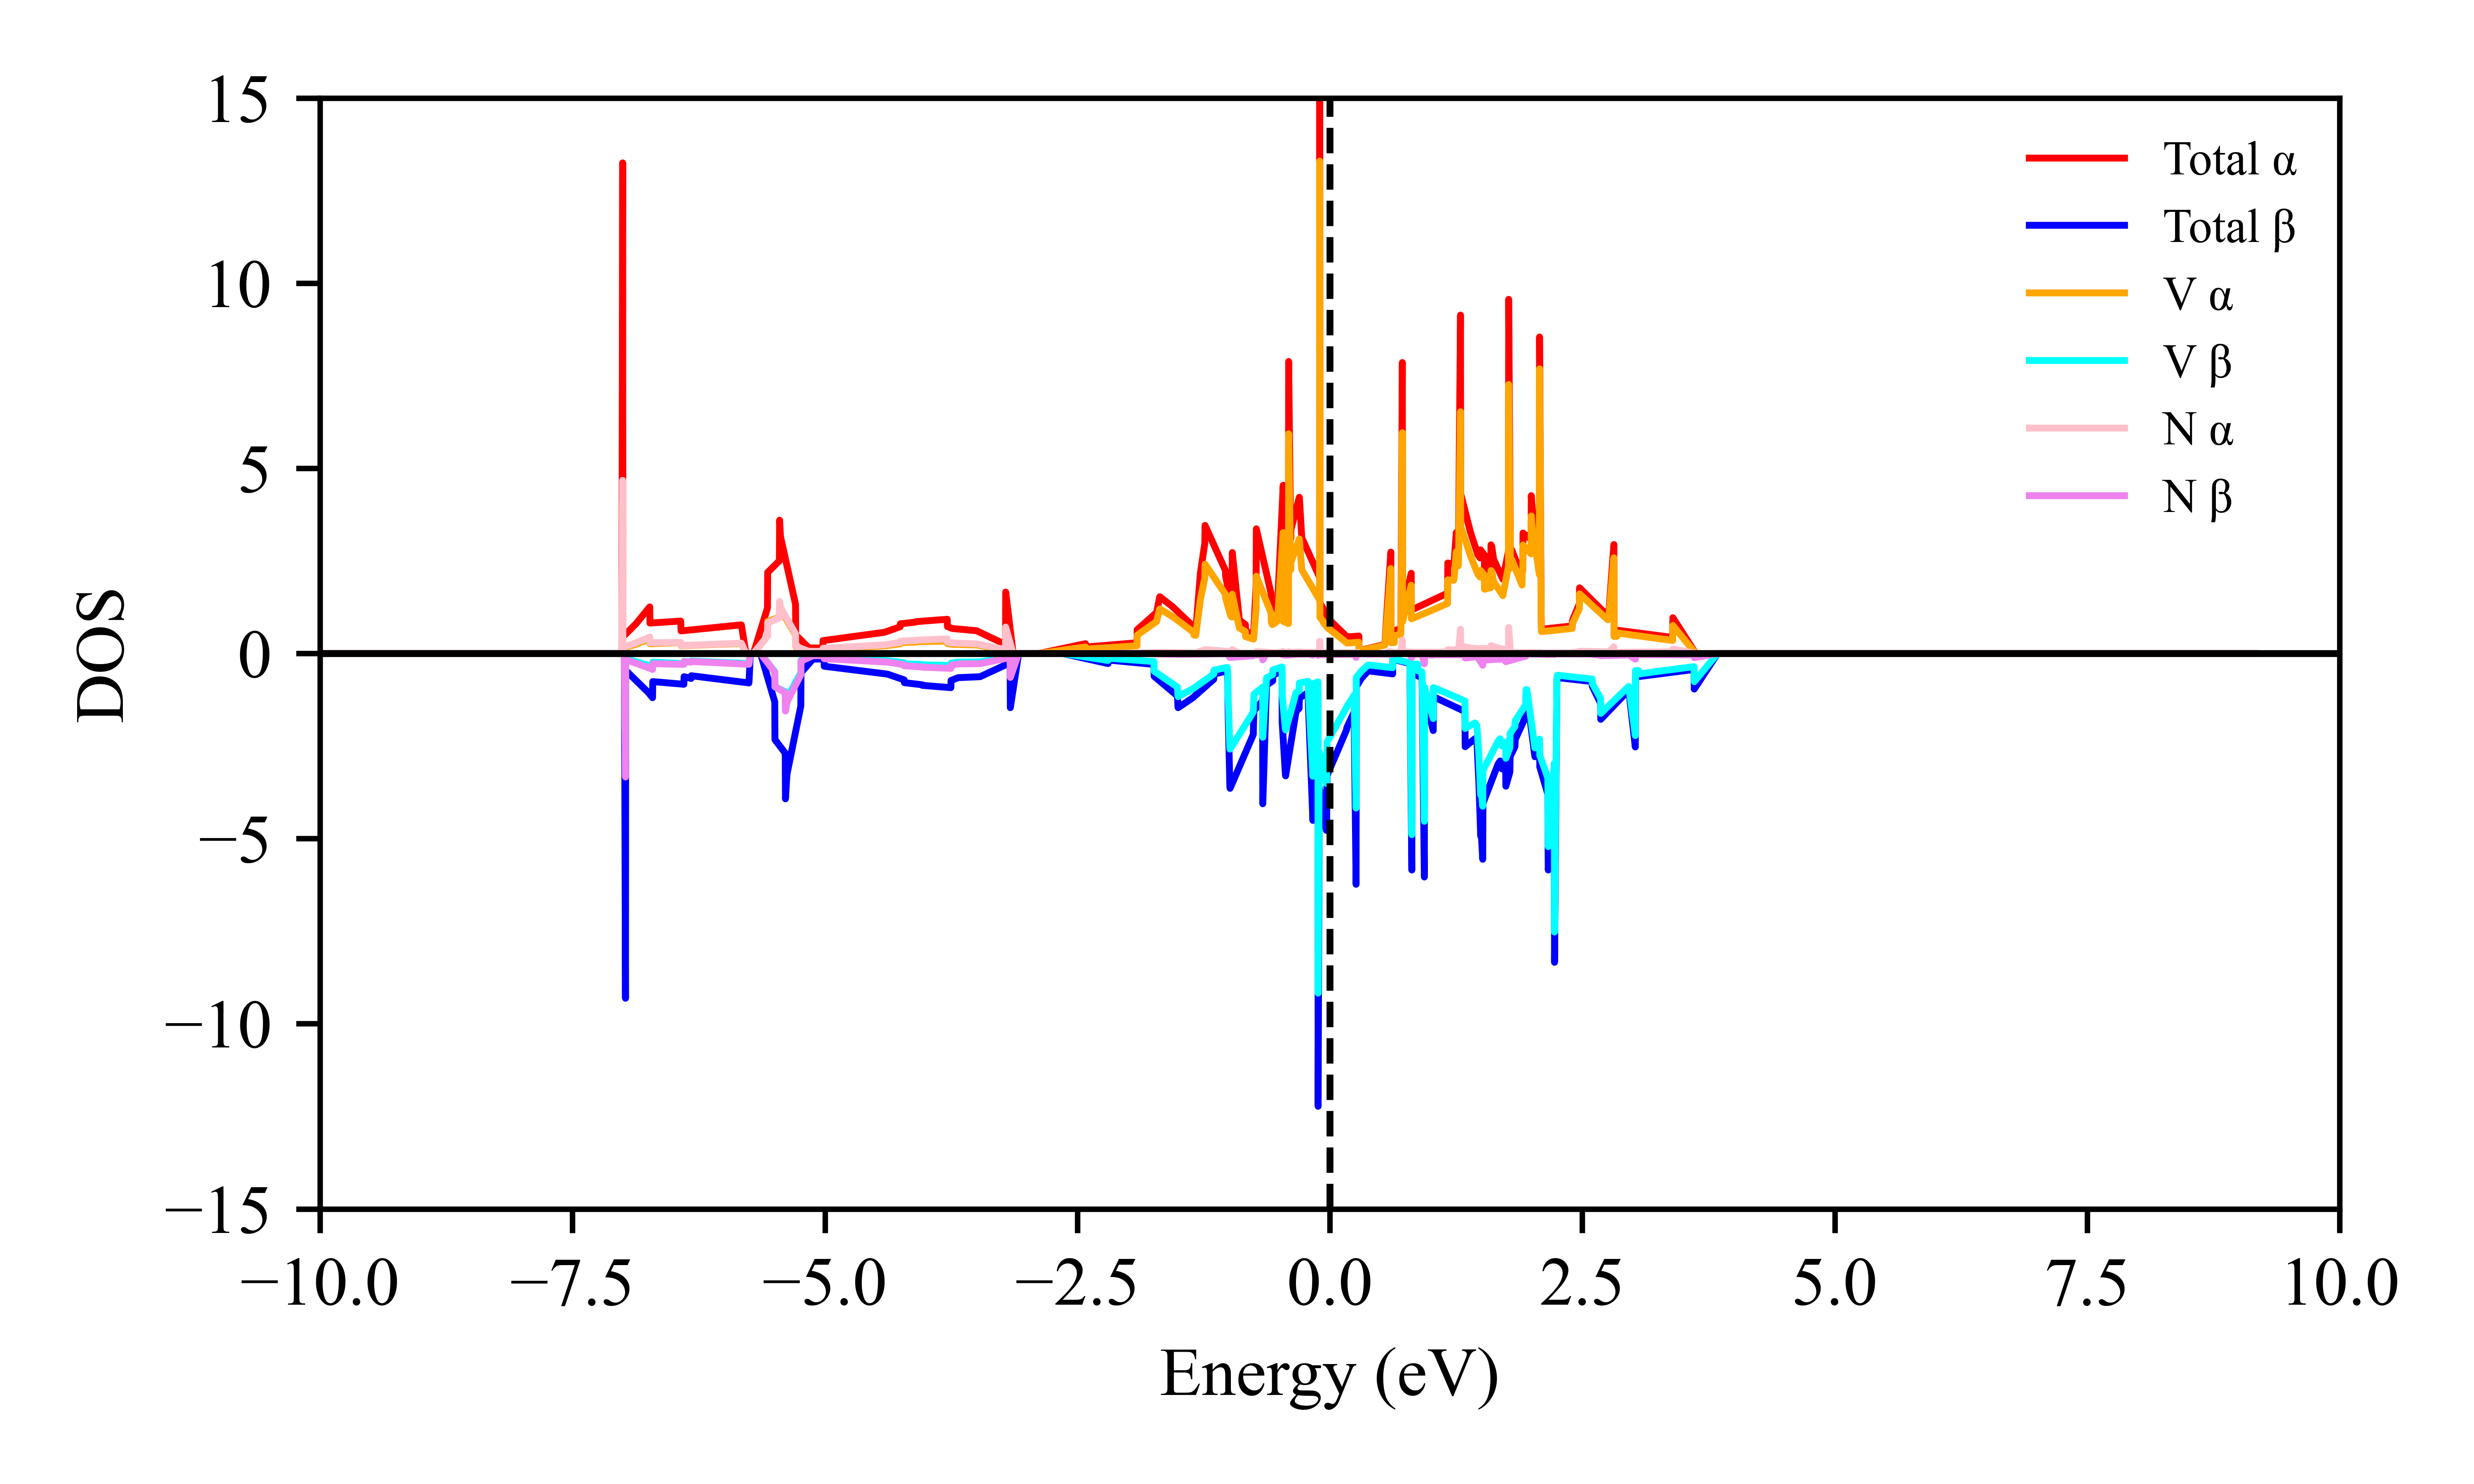 15
10
5
0
−5
−10
−15
DOS
−10.0 −7.5 −5.0 −2.5 0.0 2.5 5.0 7.5 10.0
Energy (eV)
Total α
Total β
V α
V β
N α
N β